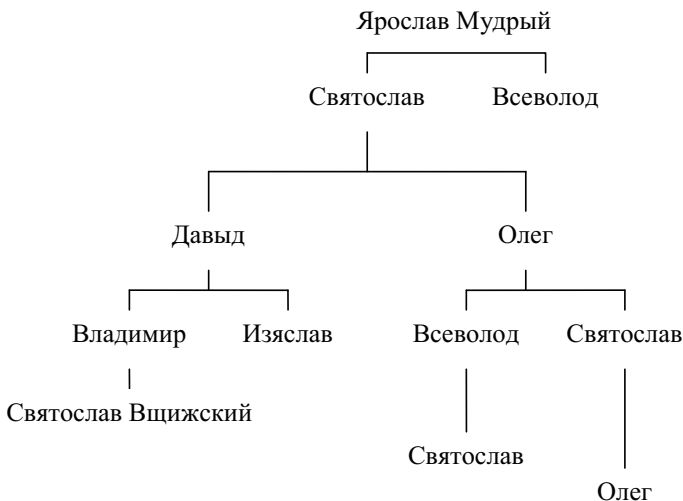 Ярослав Мудрый
Святослав Всеволод
Давыд Олег
Владимир Изяслав Всеволод Святослав
Святослав Вщижский
Святослав
Олег